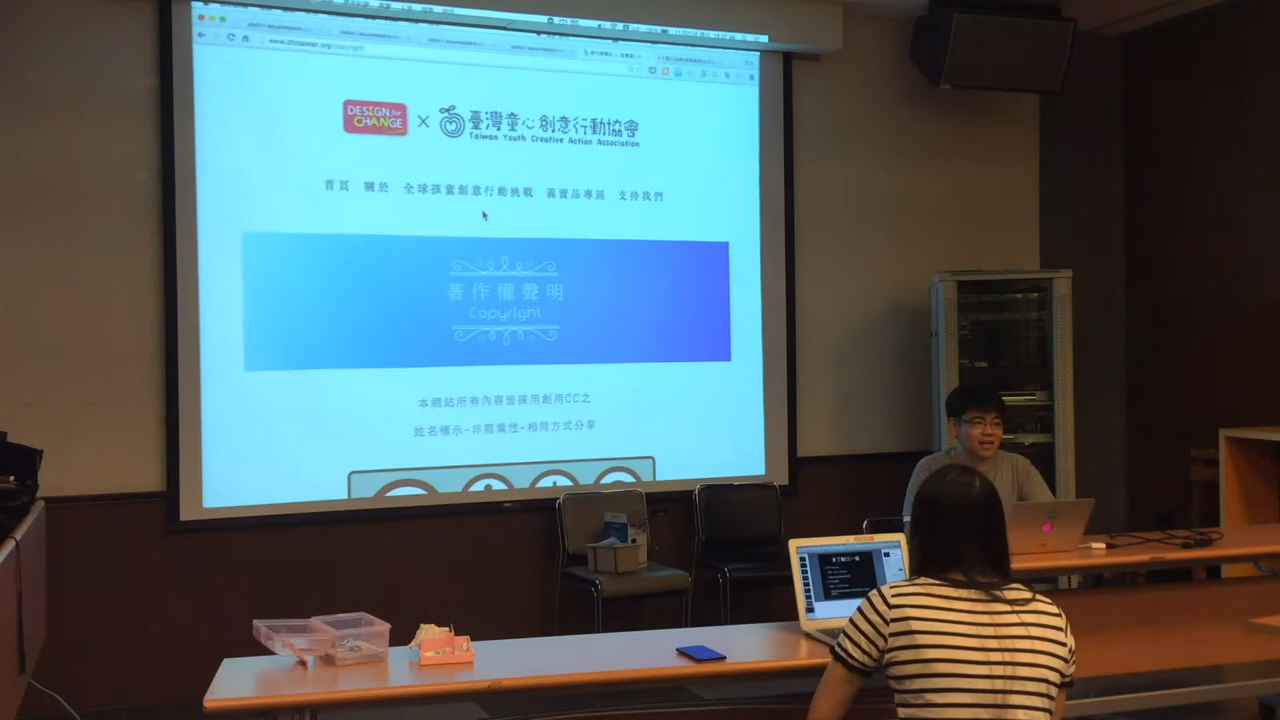 www.dfctaiwan.org/copyright
DESIGN for
CHANGE
×
臺灣童心創意行動協會
Taiwan Youth Creative Action Association
首頁 關於 全球孩童創意行動挑戰 義賣品專區 支持我們
著作權聲明
Copyright
本網站所有內容皆採用創用CC之
姓名標示-非商業性-相同方式分享